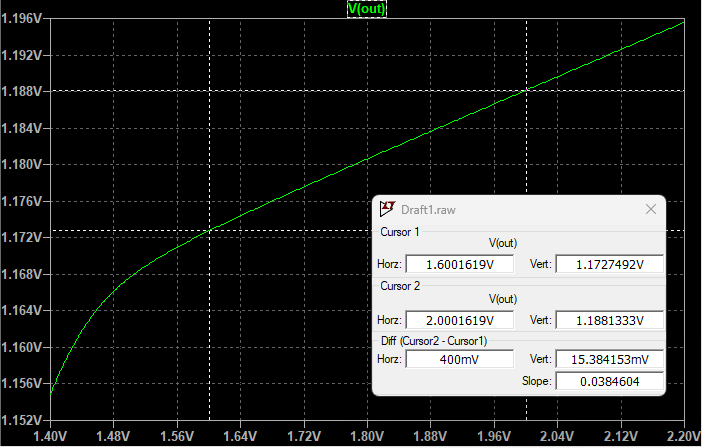 V(out)
1.196V
1.192V
1.188V
1.184V
1.180V
1.176V
1.172V
1.168V
1.164V
1.160V
1.156V
1.152V
1.40V 1.48V 1.56V 1.64V 1.72V 1.80V 1.88V 1.96V 2.04V 2.12V 2.20V
Draft1.raw
Cursor 1
V(out)
Horz: 1.6001619V Vert: 1.1727492V
Cursor 2
V(out)
Horz: 2.0001619V Vert: 1.1881333V
Diff (Cursor2 - Cursor1)
Horz: 400mV Vert: 15.384153mV
Slope: 0.0384604